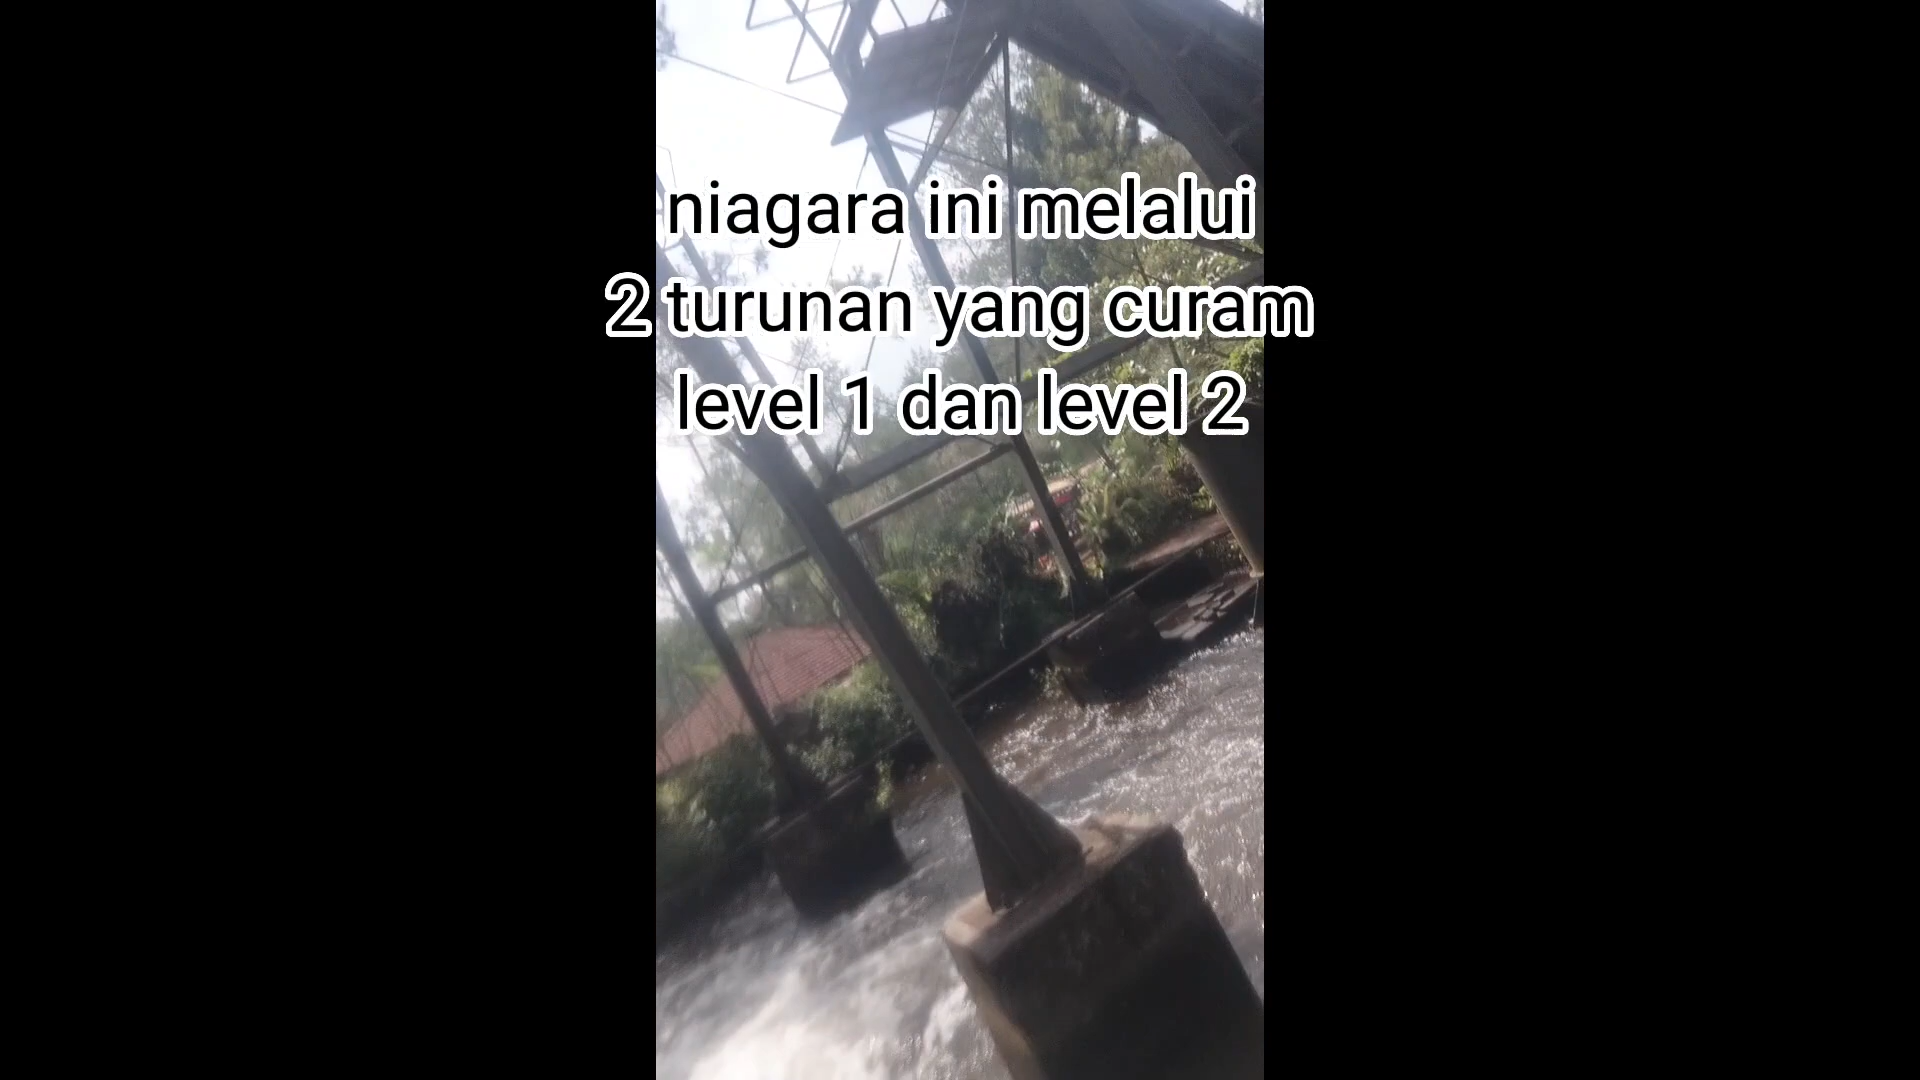 niagara ini melalui
2 turunan yang curam
level 1 dan level 2